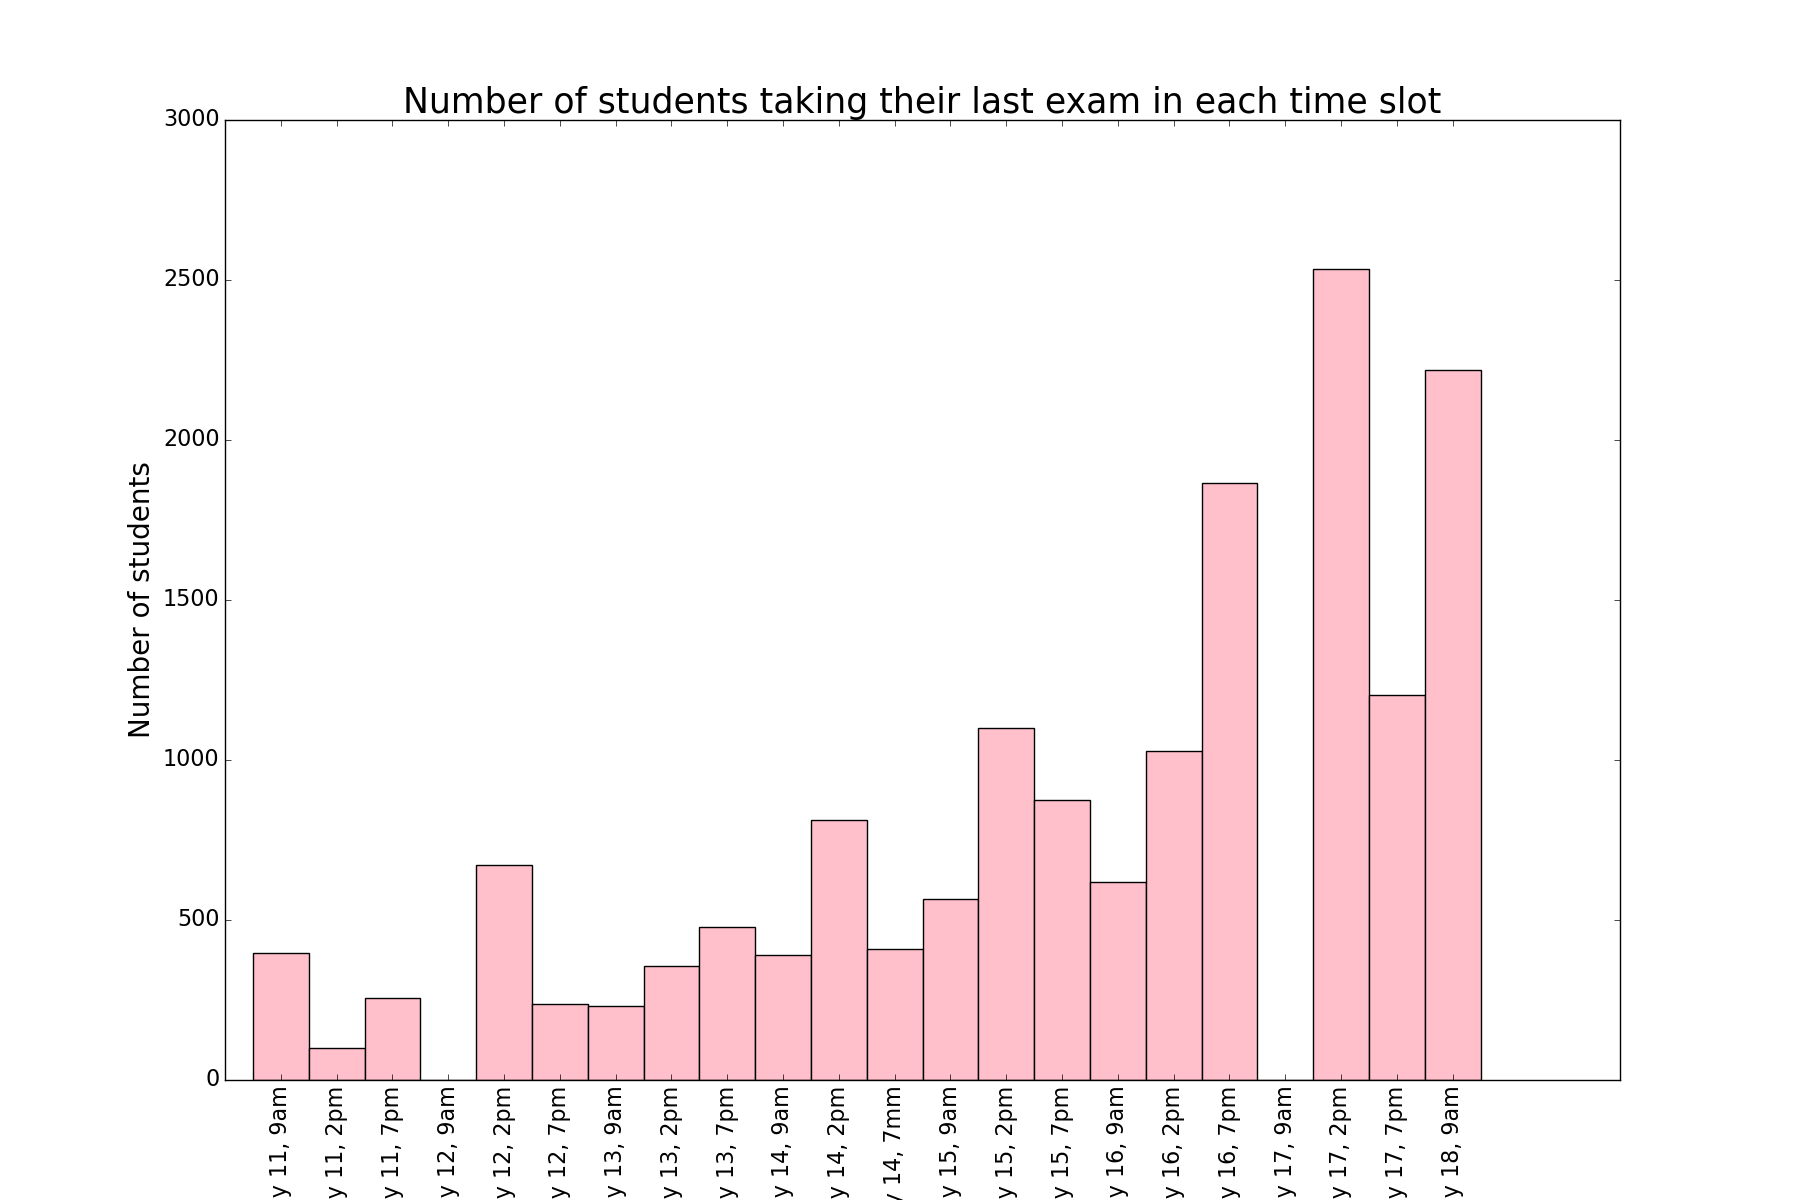 Number of students taking their last exam in each time slot
Number of students
3000
2500
2000
1500
1000
500
0
y 11, 9am
y 11, 2pm
y 11, 7pm
y 12, 9am
y 12, 2pm
y 12, 7pm
y 13, 9am
y 13, 2pm
y 13, 7pm
y 14, 9am
y 14, 2pm
y 14, 7mm
y 15, 9am
y 15, 2pm
y 15, 7pm
y 16, 9am
y 16, 2pm
y 16, 7pm
y 17, 9am
y 17, 2pm
y 17, 7pm
y 18, 9am